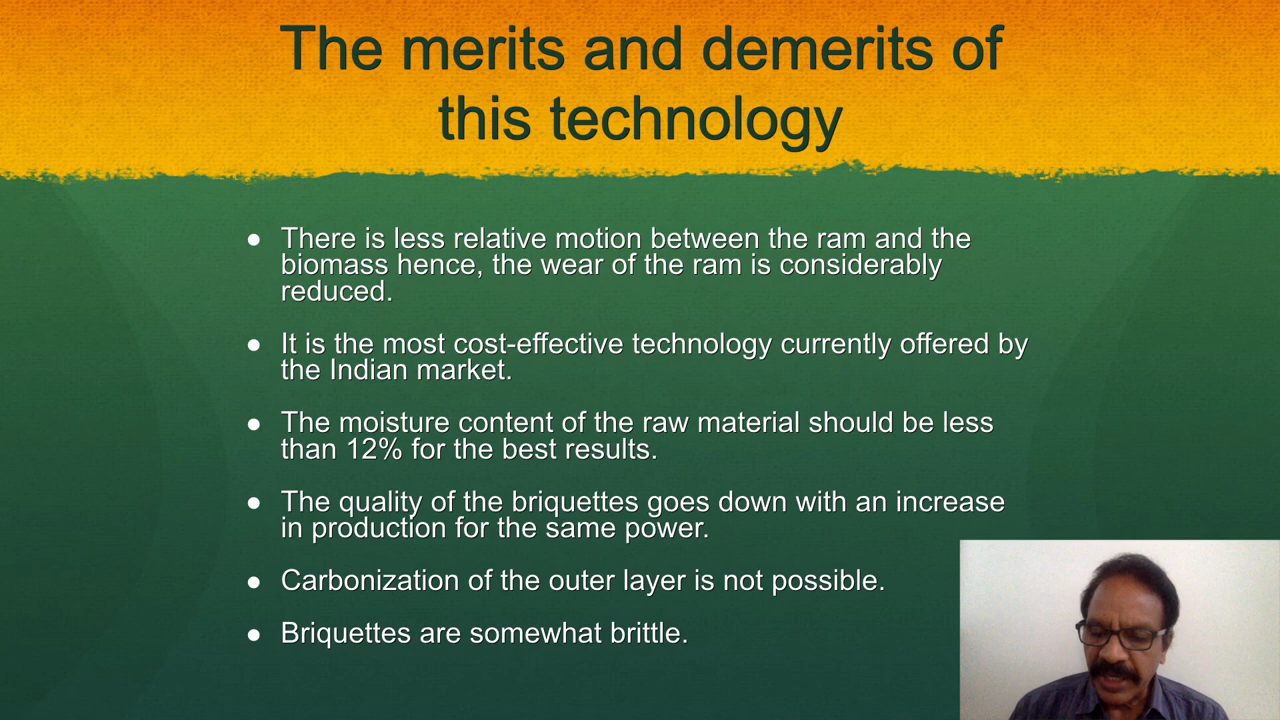 The merits and demerits of
this technology
● There is less relative motion between the ram and the
biomass hence, the wear of the ram is considerably
reduced.
● It is the most cost-effective technology currently offered by
the Indian market.
● The moisture content of the raw material should be less
than 12% for the best results.
● The quality of the briquettes goes down with an increase
in production for the same power.
● Carbonization of the outer layer is not possible.
● Briquettes are somewhat brittle.